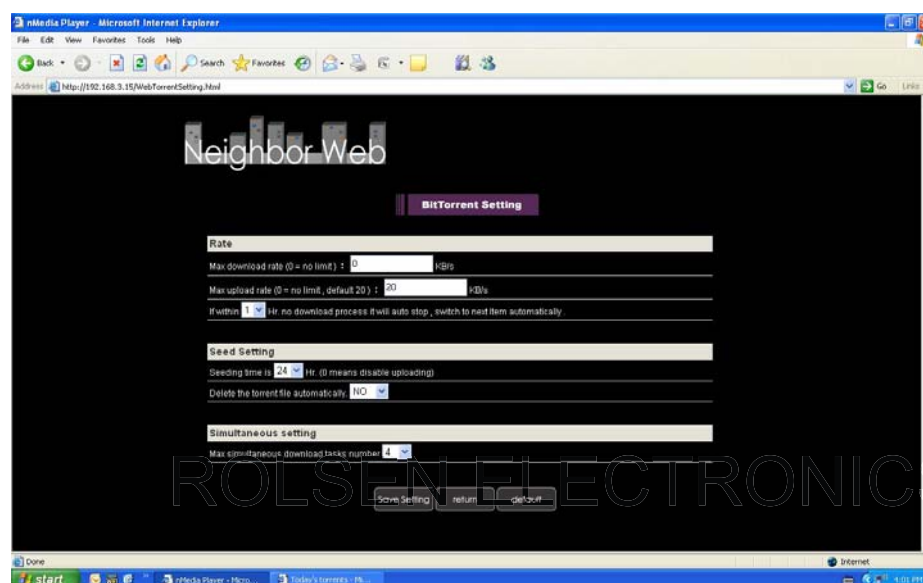 nMedia Player - Microsoft Internet Explorer
File Edit View Favorites Tools Help
Back Search Favorites
Address http://192.168.3.15/WebTorrentSetting.html Go Links
Neighbor Web
BitTorrent Setting
Rate
Max download rate (0 = no limit) : 0 KB/s
Max upload rate (0 = no limit , default 20 ) : 20 KB/s
If within 1 Hr. no download process it will auto stop , switch to next item automatically .
Seed Setting
Seeding time is 24 Hr. (0 means disable uploading)
Delete the torrent file automatically. NO
Simultaneous setting
Max simultaneous download tasks number 4
ROLSEN ELECTRONICS
Save Setting return default
Done Internet
start nMedia Player - Micro... Today's torrents - Mi...